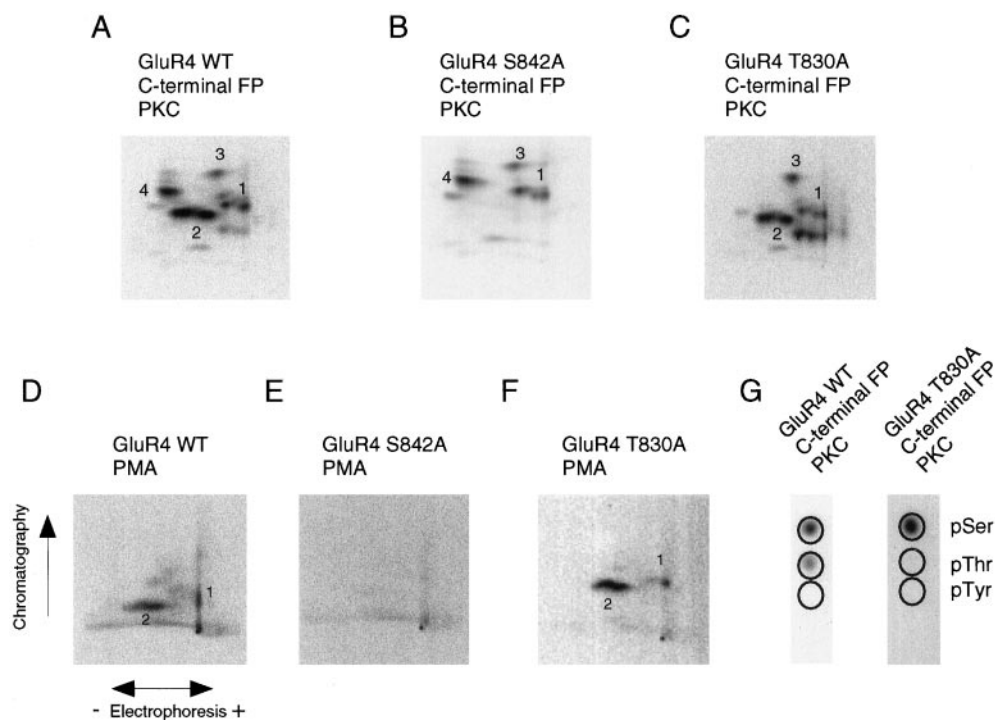 A
GluR4 WT
C-terminal FP
PKC
3
4
1
2
B
GluR4 S842A
C-terminal FP
PKC
3
4
1
C
GluR4 T830A
C-terminal FP
PKC
3
1
2
D
GluR4 WT
PMA
Chromatography
1
2
- Electrophoresis +
E
GluR4 S842A
PMA
F
GluR4 T830A
PMA
1
2
G
GluR4 WT
C-terminal FP
PKC
GluR4 T830A
C-terminal FP
PKC
pSer
pThr
pTyr